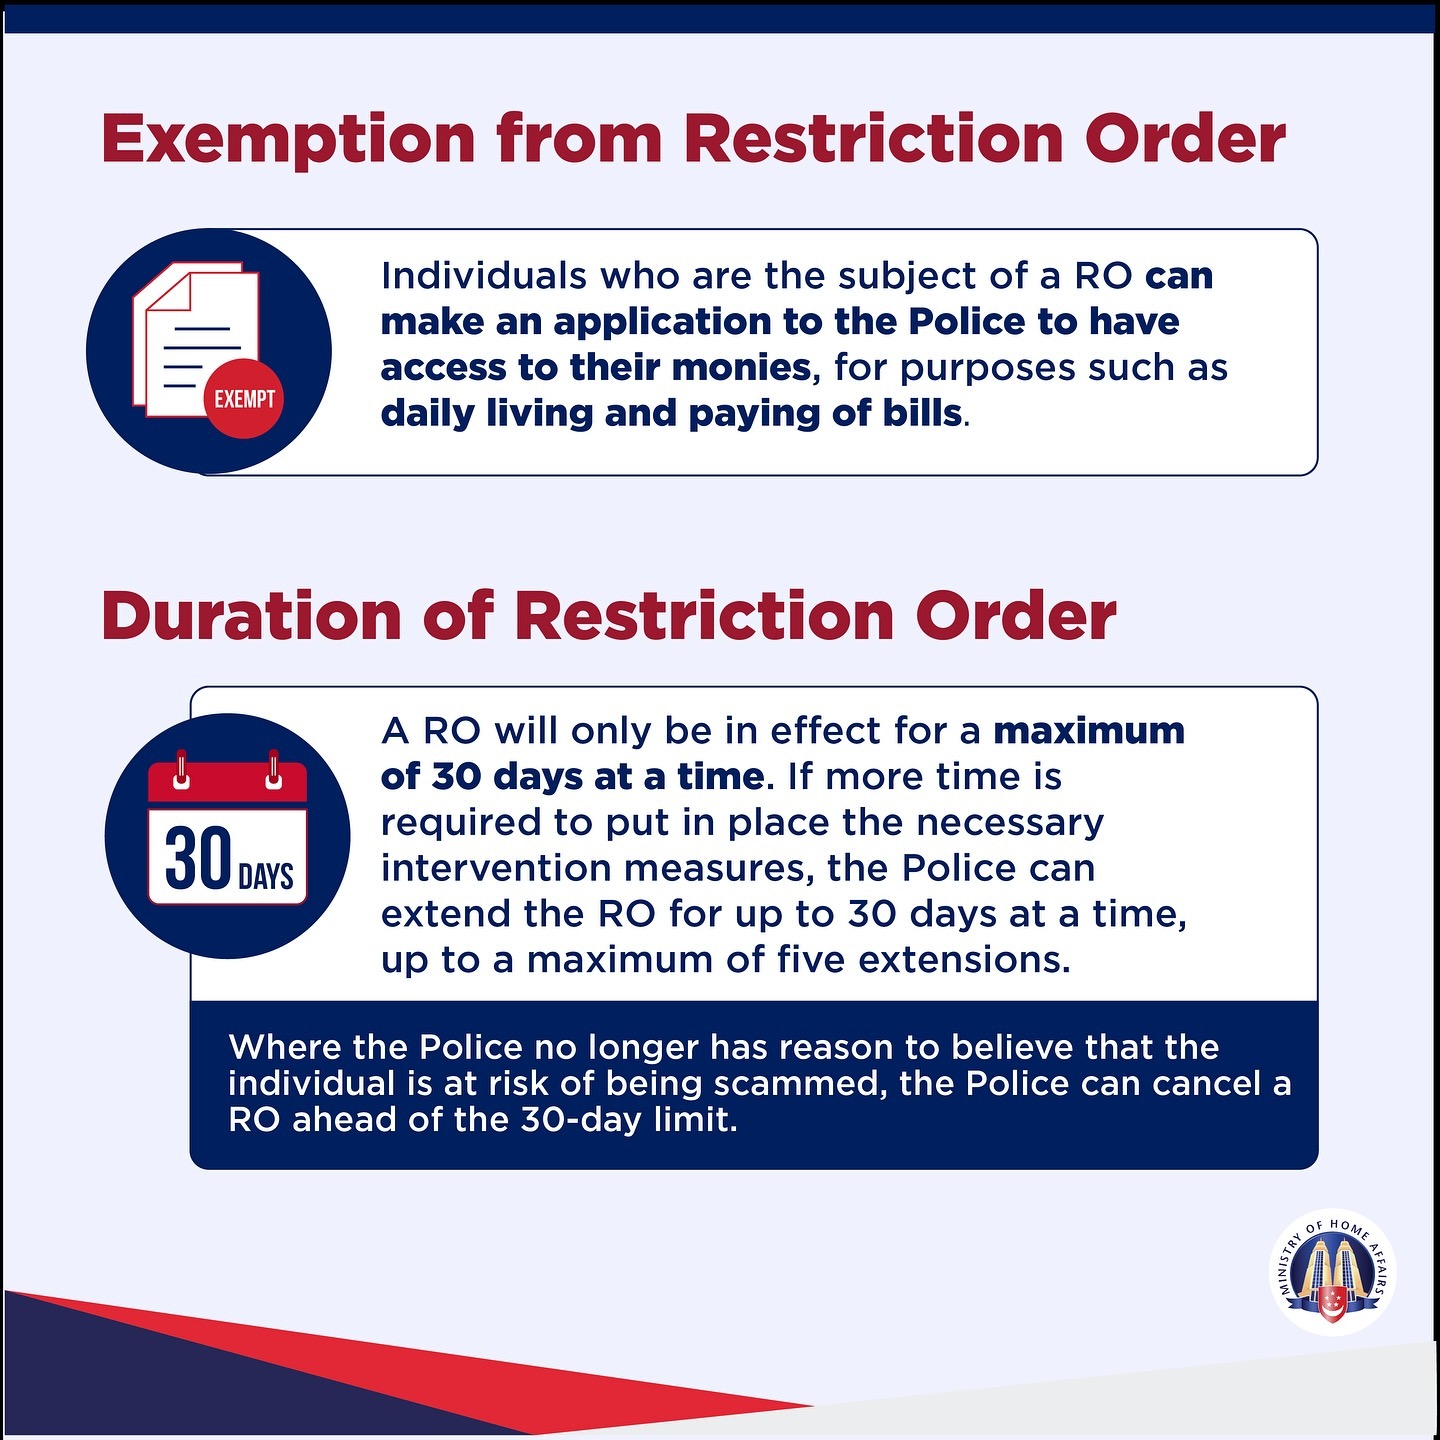 Exemption from Restriction Order
Individuals who are the subject of a RO can
make an application to the Police to have
access to their monies, for purposes such as
daily living and paying of bills.
EXEMPT
Duration of Restriction Order
A RO will only be in effect for a maximum
of 30 days at a time. If more time is
required to put in place the necessary
intervention measures, the Police can
extend the RO for up to 30 days at a time,
up to a maximum of five extensions.
30 DAYS
Where the Police no longer has reason to believe that the
individual is at risk of being scammed, the Police can cancel a
RO ahead of the 30-day limit.
MINISTRY OF HOME AFFAIRS